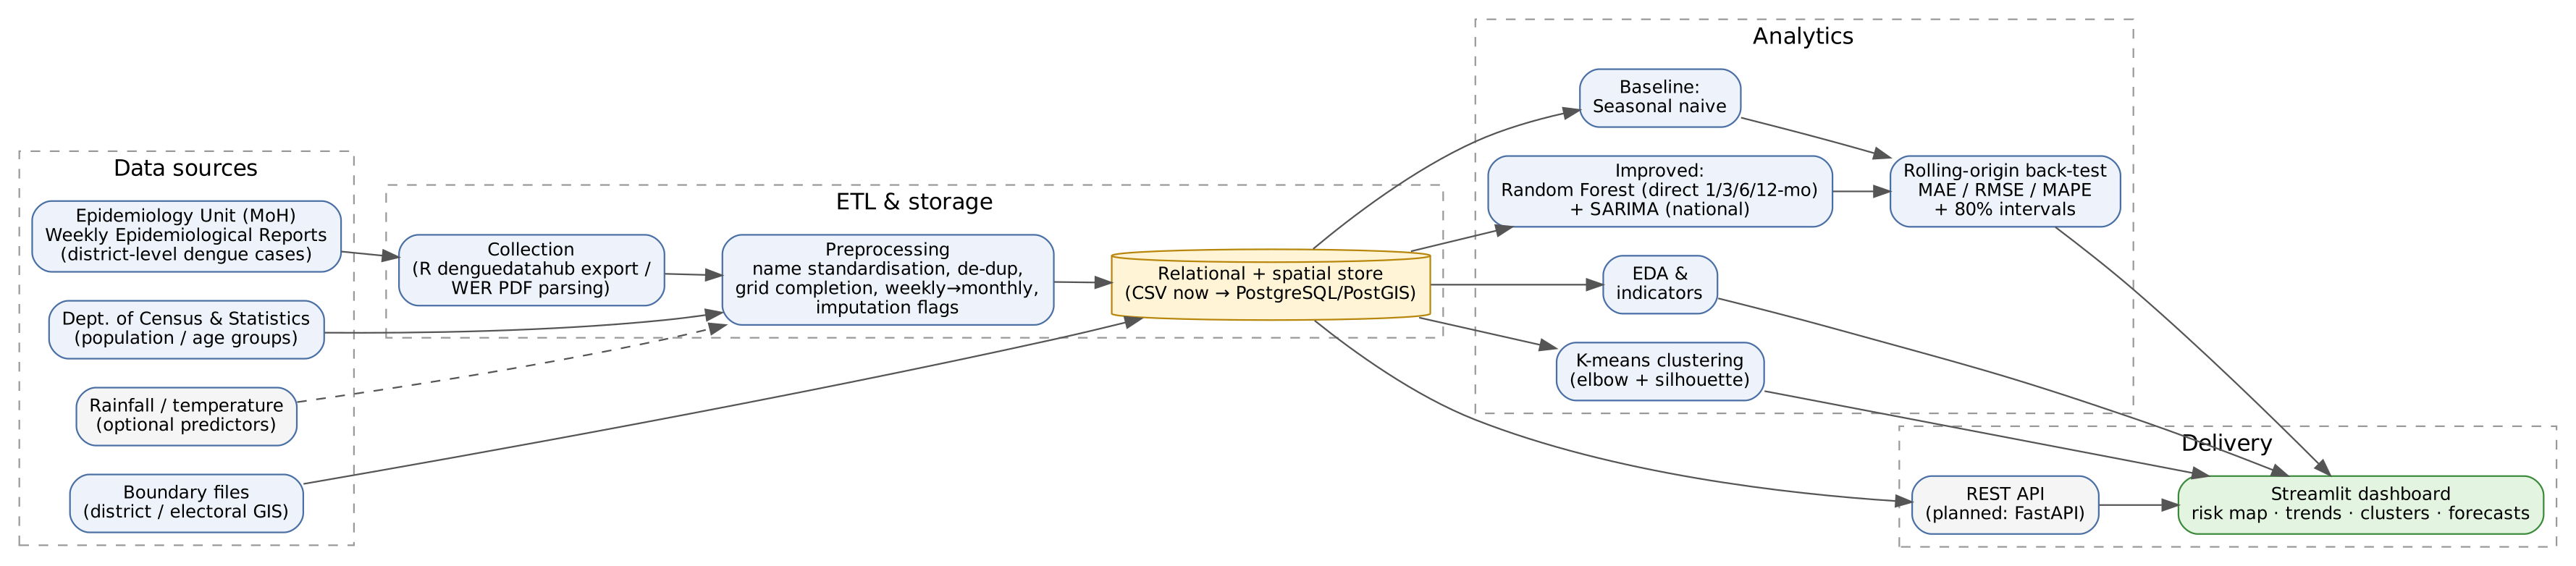 Data sources
Epidemiology Unit (MoH)
Weekly Epidemiological Reports
(district-level dengue cases)
Dept. of Census & Statistics
(population / age groups)
Rainfall / temperature
(optional predictors)
Boundary files
(district / electoral GIS)
ETL & storage
Collection
(R denguedatahub export /
WER PDF parsing)
Preprocessing
name standardisation, de-dup,
grid completion, weekly→monthly,
imputation flags
Relational + spatial store
(CSV now → PostgreSQL/PostGIS)
Analytics
Baseline:
Seasonal naive
Improved:
Random Forest (direct 1/3/6/12-mo)
+ SARIMA (national)
Rolling-origin back-test
MAE / RMSE / MAPE
+ 80% intervals
EDA &
indicators
K-means clustering
(elbow + silhouette)
Delivery
REST API
(planned: FastAPI)
Streamlit dashboard
risk map · trends · clusters · forecasts